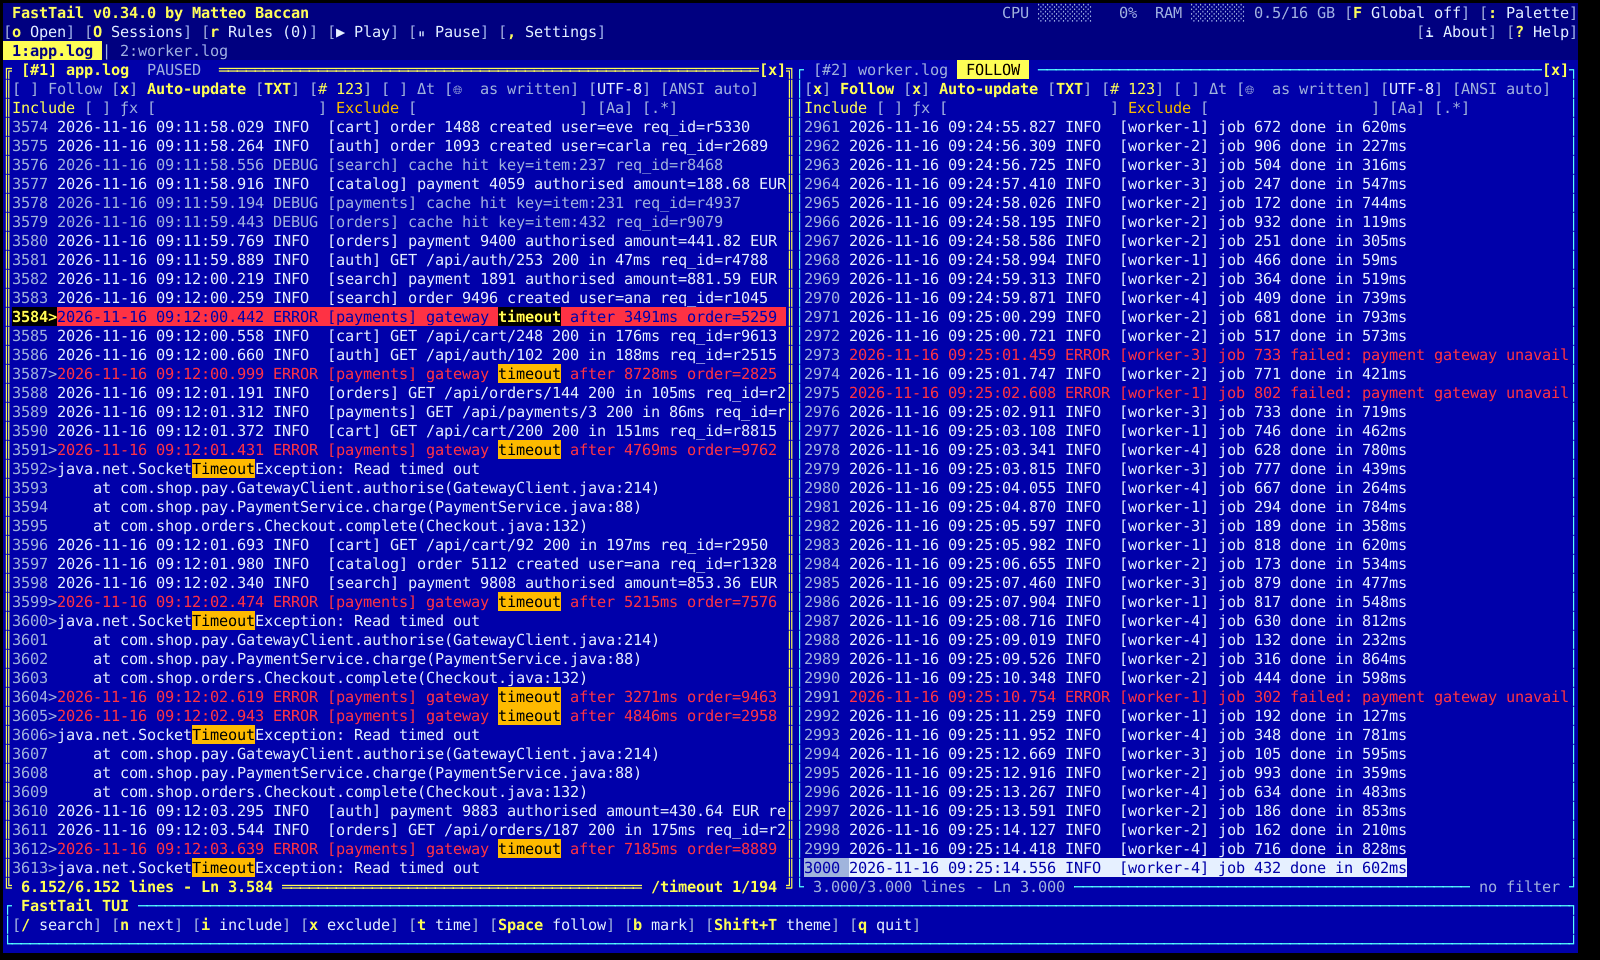 FastTail v0.34.0 by Matteo Baccan CPU 0% RAM 0.5/16 GB [F Global off] [: Palette]
[o Open] [O Sessions] [r Rules (0)] [▶ Play] [⏸ Pause] [, Settings] [i About] [? Help]
1:app.log | 2:worker.log
[#1] app.log PAUSED [x]
[ ] Follow [x] Auto-update [TXT] [# 123] [ ] Δt [⊕ as written] [UTF-8] [ANSI auto]
Include [ ] ƒx [ ] Exclude [ ] [Aa] [.*]
3574 2026-11-16 09:11:58.029 INFO [cart] order 1488 created user=eve req_id=r5330
3575 2026-11-16 09:11:58.264 INFO [auth] order 1093 created user=carla req_id=r2689
3576 2026-11-16 09:11:58.556 DEBUG [search] cache hit key=item:237 req_id=r8468
3577 2026-11-16 09:11:58.916 INFO [catalog] payment 4059 authorised amount=188.68 EUR
3578 2026-11-16 09:11:59.194 DEBUG [payments] cache hit key=item:231 req_id=r4937
3579 2026-11-16 09:11:59.443 DEBUG [orders] cache hit key=item:432 req_id=r9079
3580 2026-11-16 09:11:59.769 INFO [orders] payment 9400 authorised amount=441.82 EUR
3581 2026-11-16 09:11:59.889 INFO [auth] GET /api/auth/253 200 in 47ms req_id=r4788
3582 2026-11-16 09:12:00.219 INFO [search] payment 1891 authorised amount=881.59 EUR
3583 2026-11-16 09:12:00.259 INFO [search] order 9496 created user=ana req_id=r1045
3584>2026-11-16 09:12:00.442 ERROR [payments] gateway timeout after 3491ms order=5259
3585 2026-11-16 09:12:00.558 INFO [cart] GET /api/cart/248 200 in 176ms req_id=r9613
3586 2026-11-16 09:12:00.660 INFO [auth] GET /api/auth/102 200 in 188ms req_id=r2515
3587>2026-11-16 09:12:00.999 ERROR [payments] gateway timeout after 8728ms order=2825
3588 2026-11-16 09:12:01.191 INFO [orders] GET /api/orders/144 200 in 105ms req_id=r2
3589 2026-11-16 09:12:01.312 INFO [payments] GET /api/payments/3 200 in 86ms req_id=r
3590 2026-11-16 09:12:01.372 INFO [cart] GET /api/cart/200 200 in 151ms req_id=r8815
3591>2026-11-16 09:12:01.431 ERROR [payments] gateway timeout after 4769ms order=9762
3592>java.net.SocketTimeoutException: Read timed out
3593 at com.shop.pay.GatewayClient.authorise(GatewayClient.java:214)
3594 at com.shop.pay.PaymentService.charge(PaymentService.java:88)
3595 at com.shop.orders.Checkout.complete(Checkout.java:132)
3596 2026-11-16 09:12:01.693 INFO [cart] GET /api/cart/92 200 in 197ms req_id=r2950
3597 2026-11-16 09:12:01.980 INFO [catalog] order 5112 created user=ana req_id=r1328
3598 2026-11-16 09:12:02.340 INFO [search] payment 9808 authorised amount=853.36 EUR
3599>2026-11-16 09:12:02.474 ERROR [payments] gateway timeout after 5215ms order=7576
3600>java.net.SocketTimeoutException: Read timed out
3601 at com.shop.pay.GatewayClient.authorise(GatewayClient.java:214)
3602 at com.shop.pay.PaymentService.charge(PaymentService.java:88)
3603 at com.shop.orders.Checkout.complete(Checkout.java:132)
3604>2026-11-16 09:12:02.619 ERROR [payments] gateway timeout after 3271ms order=9463
3605>2026-11-16 09:12:02.943 ERROR [payments] gateway timeout after 4846ms order=2958
3606>java.net.SocketTimeoutException: Read timed out
3607 at com.shop.pay.GatewayClient.authorise(GatewayClient.java:214)
3608 at com.shop.pay.PaymentService.charge(PaymentService.java:88)
3609 at com.shop.orders.Checkout.complete(Checkout.java:132)
3610 2026-11-16 09:12:03.295 INFO [auth] payment 9883 authorised amount=430.64 EUR re
3611 2026-11-16 09:12:03.544 INFO [orders] GET /api/orders/187 200 in 175ms req_id=r2
3612>2026-11-16 09:12:03.639 ERROR [payments] gateway timeout after 7185ms order=8889
3613>java.net.SocketTimeoutException: Read timed out
6.152/6.152 lines - Ln 3.584 /timeout 1/194
[#2] worker.log FOLLOW [x]
[x] Follow [x] Auto-update [TXT] [# 123] [ ] Δt [⊕ as written] [UTF-8] [ANSI auto]
Include [ ] ƒx [ ] Exclude [ ] [Aa] [.*]
2961 2026-11-16 09:24:55.827 INFO [worker-1] job 672 done in 620ms
2962 2026-11-16 09:24:56.309 INFO [worker-2] job 906 done in 227ms
2963 2026-11-16 09:24:56.725 INFO [worker-3] job 504 done in 316ms
2964 2026-11-16 09:24:57.410 INFO [worker-3] job 247 done in 547ms
2965 2026-11-16 09:24:58.026 INFO [worker-2] job 172 done in 744ms
2966 2026-11-16 09:24:58.195 INFO [worker-2] job 932 done in 119ms
2967 2026-11-16 09:24:58.586 INFO [worker-2] job 251 done in 305ms
2968 2026-11-16 09:24:58.994 INFO [worker-1] job 466 done in 59ms
2969 2026-11-16 09:24:59.313 INFO [worker-2] job 364 done in 519ms
2970 2026-11-16 09:24:59.871 INFO [worker-4] job 409 done in 739ms
2971 2026-11-16 09:25:00.299 INFO [worker-2] job 681 done in 793ms
2972 2026-11-16 09:25:00.721 INFO [worker-2] job 517 done in 573ms
2973 2026-11-16 09:25:01.459 ERROR [worker-3] job 733 failed: payment gateway unavail
2974 2026-11-16 09:25:01.747 INFO [worker-2] job 771 done in 421ms
2975 2026-11-16 09:25:02.608 ERROR [worker-1] job 802 failed: payment gateway unavail
2976 2026-11-16 09:25:02.911 INFO [worker-3] job 733 done in 719ms
2977 2026-11-16 09:25:03.108 INFO [worker-1] job 746 done in 462ms
2978 2026-11-16 09:25:03.341 INFO [worker-4] job 628 done in 780ms
2979 2026-11-16 09:25:03.815 INFO [worker-3] job 777 done in 439ms
2980 2026-11-16 09:25:04.055 INFO [worker-4] job 667 done in 264ms
2981 2026-11-16 09:25:04.870 INFO [worker-1] job 294 done in 784ms
2982 2026-11-16 09:25:05.597 INFO [worker-3] job 189 done in 358ms
2983 2026-11-16 09:25:05.982 INFO [worker-1] job 818 done in 620ms
2984 2026-11-16 09:25:06.655 INFO [worker-2] job 173 done in 534ms
2985 2026-11-16 09:25:07.460 INFO [worker-3] job 879 done in 477ms
2986 2026-11-16 09:25:07.904 INFO [worker-1] job 817 done in 548ms
2987 2026-11-16 09:25:08.716 INFO [worker-4] job 630 done in 812ms
2988 2026-11-16 09:25:09.019 INFO [worker-4] job 132 done in 232ms
2989 2026-11-16 09:25:09.526 INFO [worker-2] job 316 done in 864ms
2990 2026-11-16 09:25:10.348 INFO [worker-2] job 444 done in 598ms
2991 2026-11-16 09:25:10.754 ERROR [worker-1] job 302 failed: payment gateway unavail
2992 2026-11-16 09:25:11.259 INFO [worker-1] job 192 done in 127ms
2993 2026-11-16 09:25:11.952 INFO [worker-4] job 348 done in 781ms
2994 2026-11-16 09:25:12.669 INFO [worker-3] job 105 done in 595ms
2995 2026-11-16 09:25:12.916 INFO [worker-2] job 993 done in 359ms
2996 2026-11-16 09:25:13.267 INFO [worker-4] job 634 done in 483ms
2997 2026-11-16 09:25:13.591 INFO [worker-2] job 186 done in 853ms
2998 2026-11-16 09:25:14.127 INFO [worker-2] job 162 done in 210ms
2999 2026-11-16 09:25:14.418 INFO [worker-4] job 716 done in 828ms
3000 2026-11-16 09:25:14.556 INFO [worker-4] job 432 done in 602ms
3.000/3.000 lines - Ln 3.000 no filter
FastTail TUI
[/ search] [n next] [i include] [x exclude] [t time] [Space follow] [b mark] [Shift+T theme] [q quit]